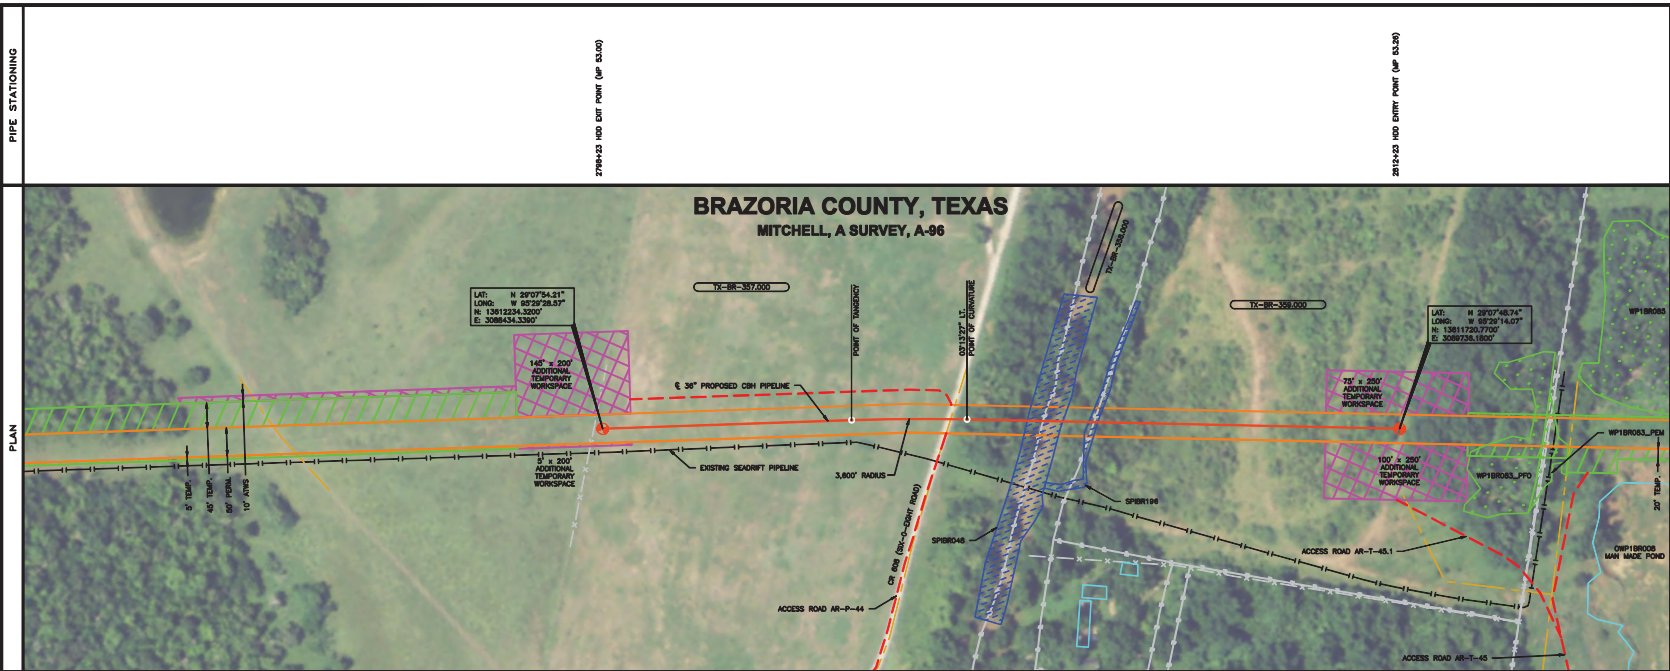 PIPE STATIONING
2798+23 HDD EXIT POINT (MP 53.00)
2812+23 HDD ENTRY POINT (MP 53.26)
PLAN
BRAZORIA COUNTY, TEXAS
MITCHELL, A SURVEY, A-96
TX-BR-357.000
TX-BR-358.000
TX-BR-359.000
LAT: N 29°07'54.21"
LONG: W 95°29'28.57"
N: 13612234.3200'
E: 3088434.3390'
LAT: N 29°07'48.74"
LONG: W 95°29'14.07"
N: 13611720.7700'
E: 3089736.1800'
145' x 200'
ADDITIONAL
TEMPORARY
WORKSPACE
5' x 200'
ADDITIONAL
TEMPORARY
WORKSPACE
℄ 36" PROPOSED CBH PIPELINE
POINT OF TANGENCY
03°13'27" LT.
POINT OF CURVATURE
75' x 250'
ADDITIONAL
TEMPORARY
WORKSPACE
100' x 250'
ADDITIONAL
TEMPORARY
WORKSPACE
WP1BR065
WP1BR063_PEM
WP1BR063_PFO
5' TEMP.
45' TEMP.
50' PERM.
10' ATWS
EXISTING SEADRIFT PIPELINE
3,600' RADIUS
CR 608 (SIX-O-EIGHT ROAD)
SPIBR048
SPIBR196
ACCESS ROAD AR-P-44
ACCESS ROAD AR-T-45.1
ACCESS ROAD AR-T-45
20' TEMP.
OWP1BR008
MAN MADE POND